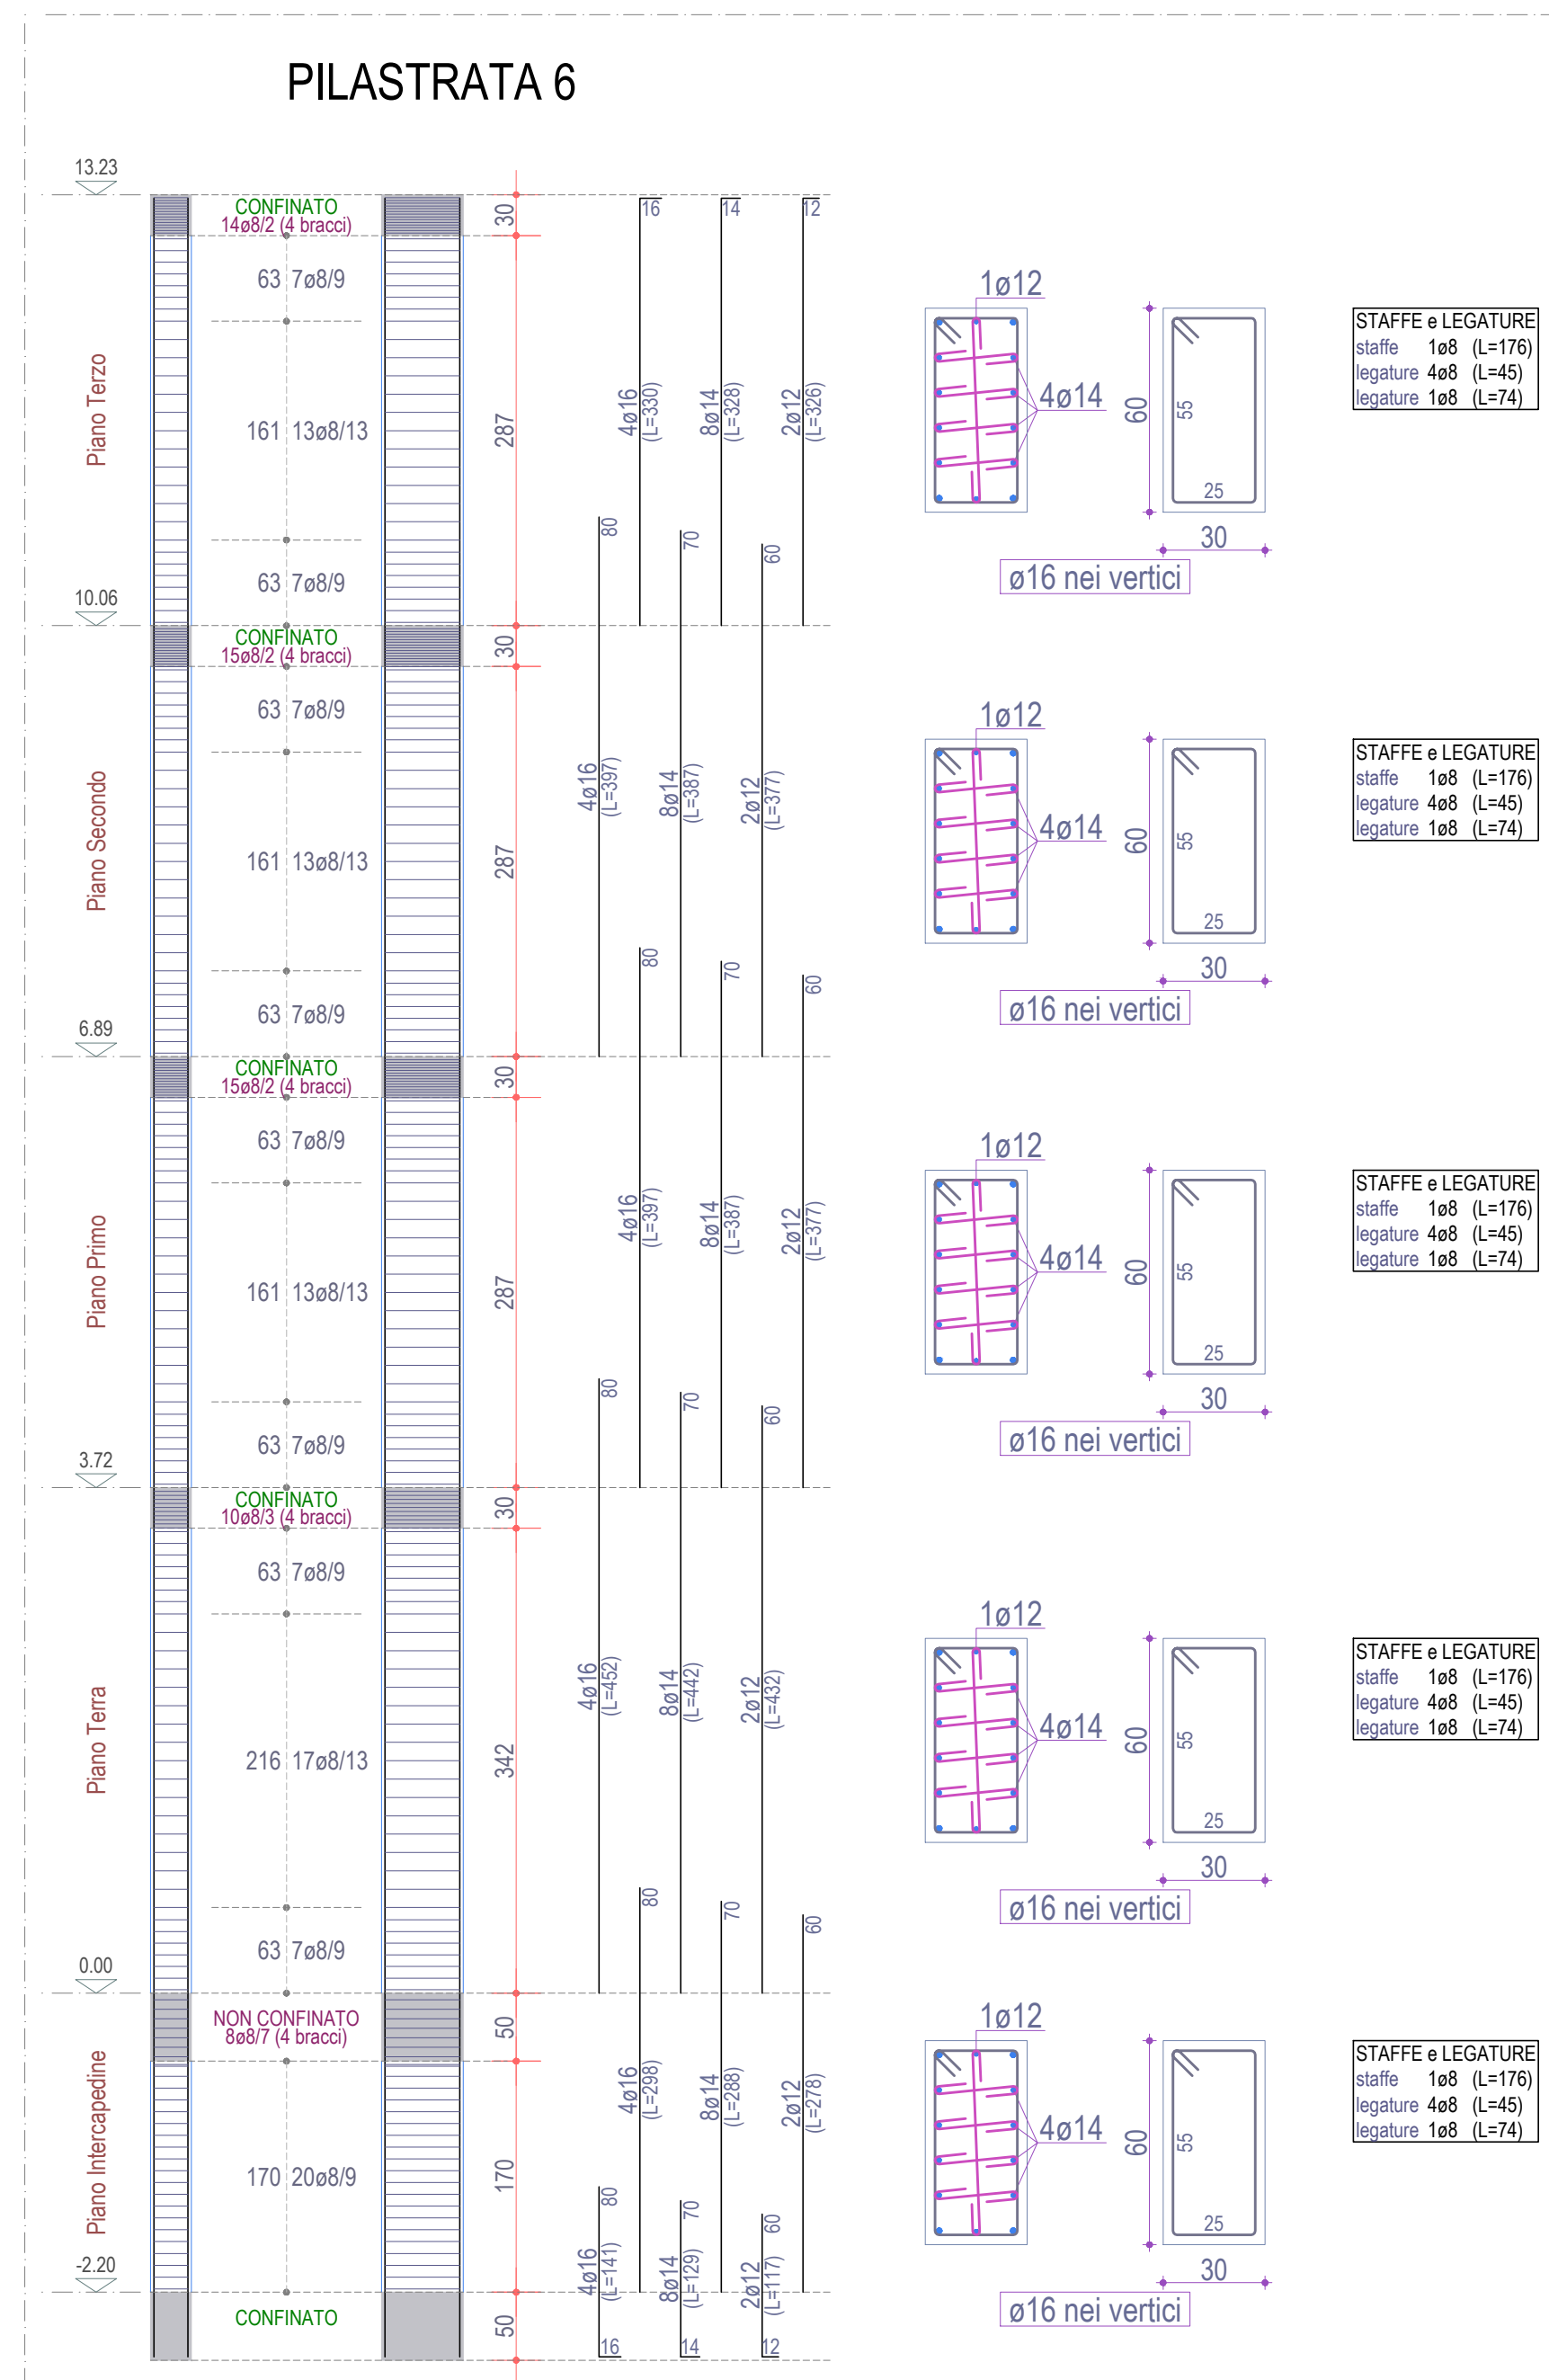 PILASTRATA 6
13.23
CONFINATO
14ø8/2 (4 bracci)
30
16
14
12
63 7ø8/9
Piano Terzo
161 13ø8/13
287
4ø16
(L=330)
8ø14
(L=328)
2ø12
(L=326)
80
70
60
63 7ø8/9
1ø12
4ø14
60
55
25
30
ø16 nei vertici
STAFFE e LEGATURE
staffe 1ø8 (L=176)
legature 4ø8 (L=45)
legature 1ø8 (L=74)
10.06
CONFINATO
15ø8/2 (4 bracci)
30
63 7ø8/9
Piano Secondo
161 13ø8/13
287
4ø16
(L=397)
8ø14
(L=387)
2ø12
(L=377)
80
70
60
63 7ø8/9
1ø12
4ø14
60
55
25
30
ø16 nei vertici
STAFFE e LEGATURE
staffe 1ø8 (L=176)
legature 4ø8 (L=45)
legature 1ø8 (L=74)
6.89
CONFINATO
15ø8/2 (4 bracci)
30
63 7ø8/9
Piano Primo
161 13ø8/13
287
4ø16
(L=397)
8ø14
(L=387)
2ø12
(L=377)
80
70
60
63 7ø8/9
1ø12
4ø14
60
55
25
30
ø16 nei vertici
STAFFE e LEGATURE
staffe 1ø8 (L=176)
legature 4ø8 (L=45)
legature 1ø8 (L=74)
3.72
CONFINATO
10ø8/3 (4 bracci)
30
63 7ø8/9
Piano Terra
216 17ø8/13
342
4ø16
(L=452)
8ø14
(L=442)
2ø12
(L=432)
80
70
60
63 7ø8/9
1ø12
4ø14
60
55
25
30
ø16 nei vertici
STAFFE e LEGATURE
staffe 1ø8 (L=176)
legature 4ø8 (L=45)
legature 1ø8 (L=74)
0.00
NON CONFINATO
8ø8/7 (4 bracci)
50
Piano Intercapedine
170 20ø8/9
170
4ø16
(L=298)
8ø14
(L=288)
2ø12
(L=278)
80
70
60
4ø16
(L=141)
8ø14
(L=129)
2ø12
(L=117)
1ø12
4ø14
60
55
25
30
ø16 nei vertici
STAFFE e LEGATURE
staffe 1ø8 (L=176)
legature 4ø8 (L=45)
legature 1ø8 (L=74)
-2.20
CONFINATO
50
16
14
12